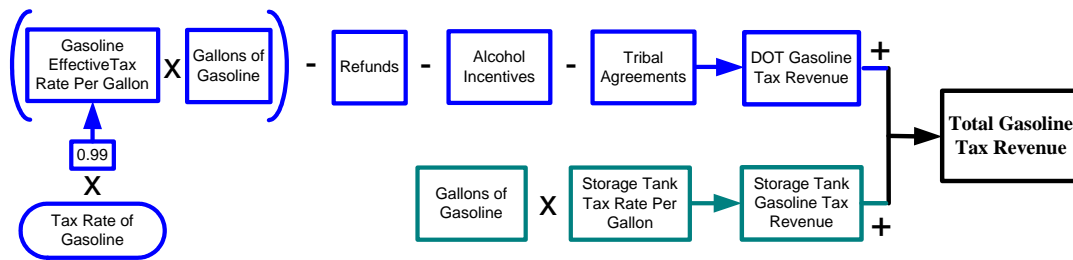 Gasoline
EffectiveTax
Rate Per Gallon
X
Gallons of
Gasoline
-
Refunds
-
Alcohol
Incentives
-
Tribal
Agreements
DOT Gasoline
Tax Revenue
+
0.99
X
Tax Rate of
Gasoline
Gallons of
Gasoline
X
Storage Tank
Tax Rate Per
Gallon
Storage Tank
Gasoline Tax
Revenue
+
Total Gasoline
Tax Revenue